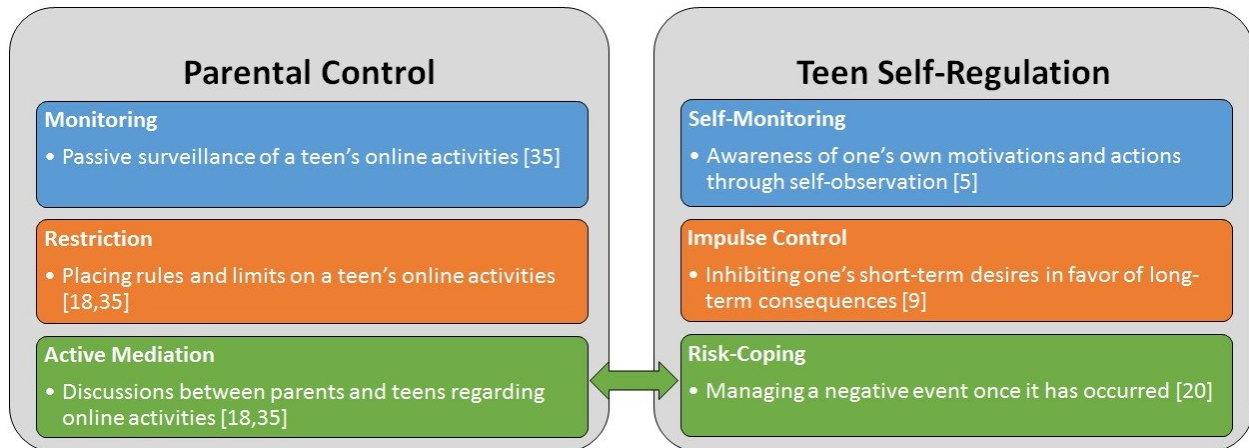 Parental Control
Monitoring
• Passive surveillance of a teen’s online activities [35]
Restriction
• Placing rules and limits on a teen’s online activities
[18,35]
Active Mediation
• Discussions between parents and teens regarding
online activities [18,35]
Teen Self-Regulation
Self-Monitoring
• Awareness of one’s own motivations and actions
through self-observation [5]
Impulse Control
• Inhibiting one’s short-term desires in favor of long-
term consequences [9]
Risk-Coping
• Managing a negative event once it has occurred [20]